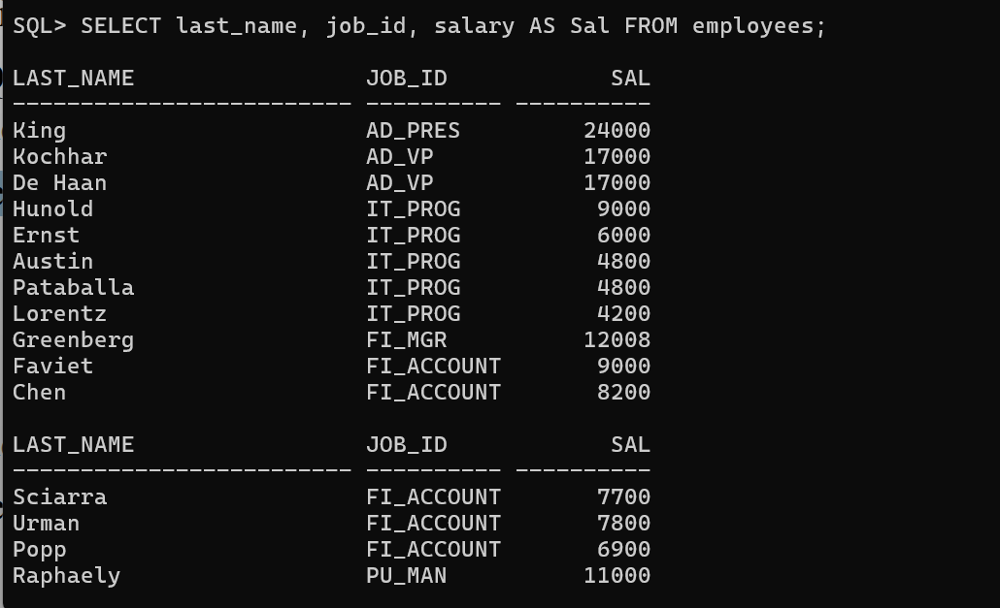 SQL> SELECT last_name, job_id, salary AS Sal FROM employees;
LAST_NAME                 JOB_ID            SAL
------------------------- ---------- ----------
King                      AD_PRES         24000
Kochhar                   AD_VP           17000
De Haan                   AD_VP           17000
Hunold                    IT_PROG          9000
Ernst                     IT_PROG          6000
Austin                    IT_PROG          4800
Pataballa                 IT_PROG          4800
Lorentz                   IT_PROG          4200
Greenberg                 FI_MGR          12008
Faviet                    FI_ACCOUNT       9000
Chen                      FI_ACCOUNT       8200
LAST_NAME                 JOB_ID            SAL
------------------------- ---------- ----------
Sciarra                   FI_ACCOUNT       7700
Urman                     FI_ACCOUNT       7800
Popp                      FI_ACCOUNT       6900
Raphaely                  PU_MAN          11000